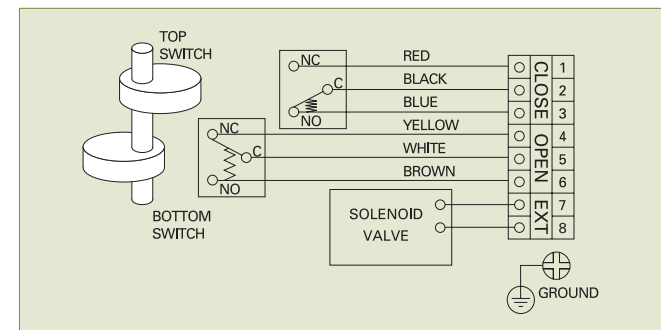 TOP
SWITCH
NC
C
NO
RED
BLACK
BLUE
YELLOW
WHITE
BROWN
NC
C
NO
CLOSE
OPEN
EXT
1
2
3
4
5
6
7
8
SOLENOID
VALVE
BOTTOM
SWITCH
GROUND